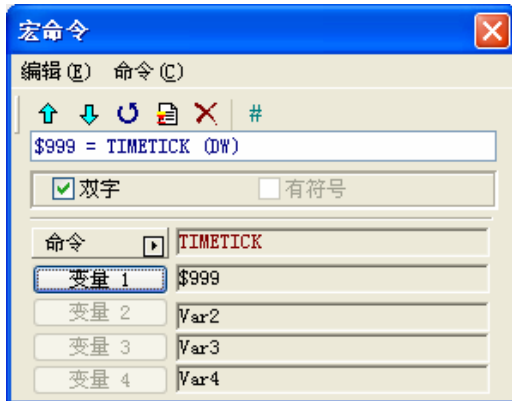 宏命令
编辑(E) 命令(C)
#
$999 = TIMETICK (DW)
双字 有符号
命令 TIMETICK
变量 1 $999
变量 2 Var2
变量 3 Var3
变量 4 Var4